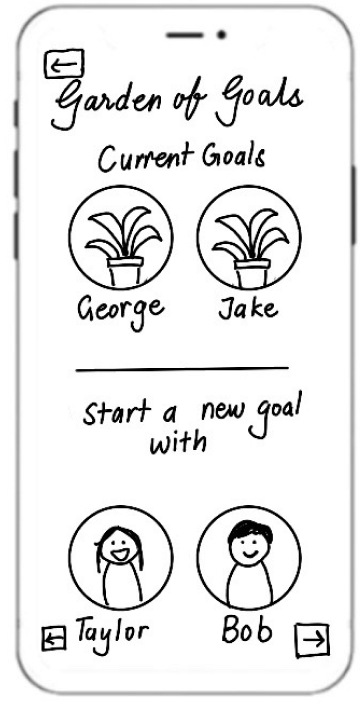 Garden of Goals
Current Goals
George Jake
Start a new goal
with
Taylor Bob